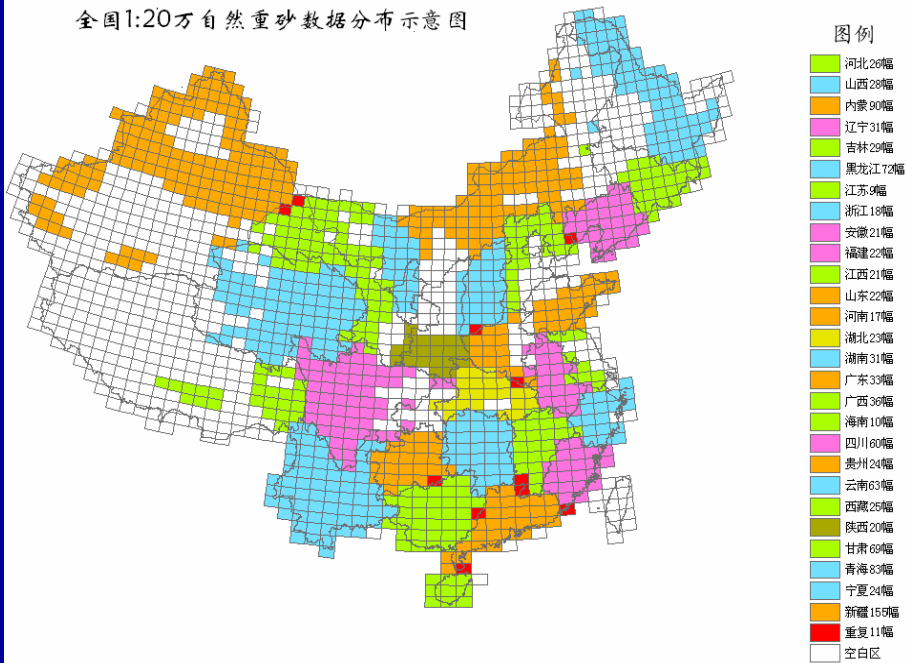 全国1:20万自然重砂数据分布示意图
图例
河北26幅
山西28幅
内蒙90幅
辽宁31幅
吉林29幅
黑龙江72幅
江苏9幅
浙江18幅
安徽21幅
福建22幅
江西21幅
山东22幅
河南17幅
湖北23幅
湖南31幅
广东33幅
广西36幅
海南10幅
四川60幅
贵州24幅
云南63幅
西藏25幅
陕西20幅
甘肃69幅
青海83幅
宁夏24幅
新疆155幅
重复11幅
空白区